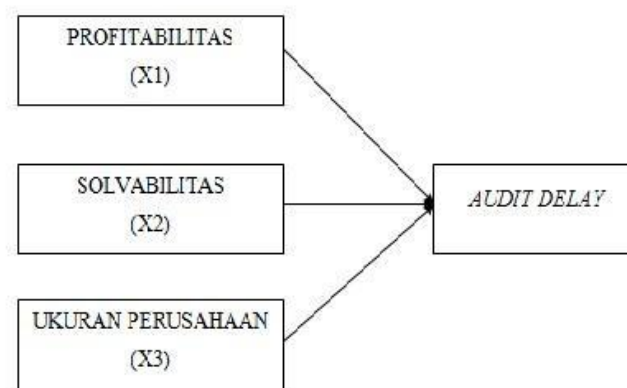 PROFITABILITAS
(X1)
SOLVABILITAS
(X2)
AUDIT DELAY
UKURAN PERUSAHAAN
(X3)